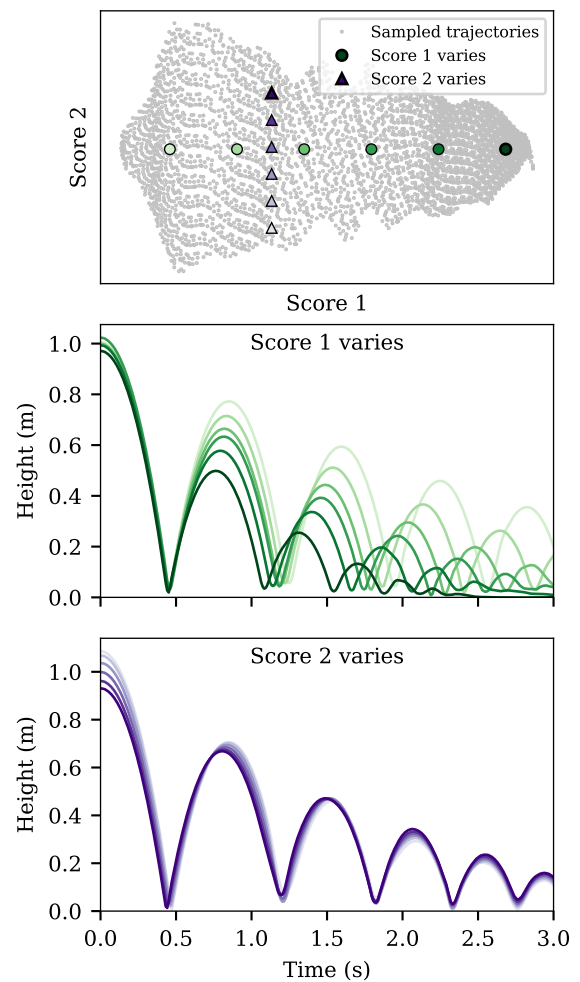 Sampled trajectories
Score 1 varies
Score 2 varies
Score 2
Score 1
Score 1 varies
1.0
0.8
0.6
0.4
0.2
0.0
Height (m)
Score 2 varies
1.0
0.8
0.6
0.4
0.2
0.0
Height (m)
0.0 0.5 1.0 1.5 2.0 2.5 3.0
Time (s)